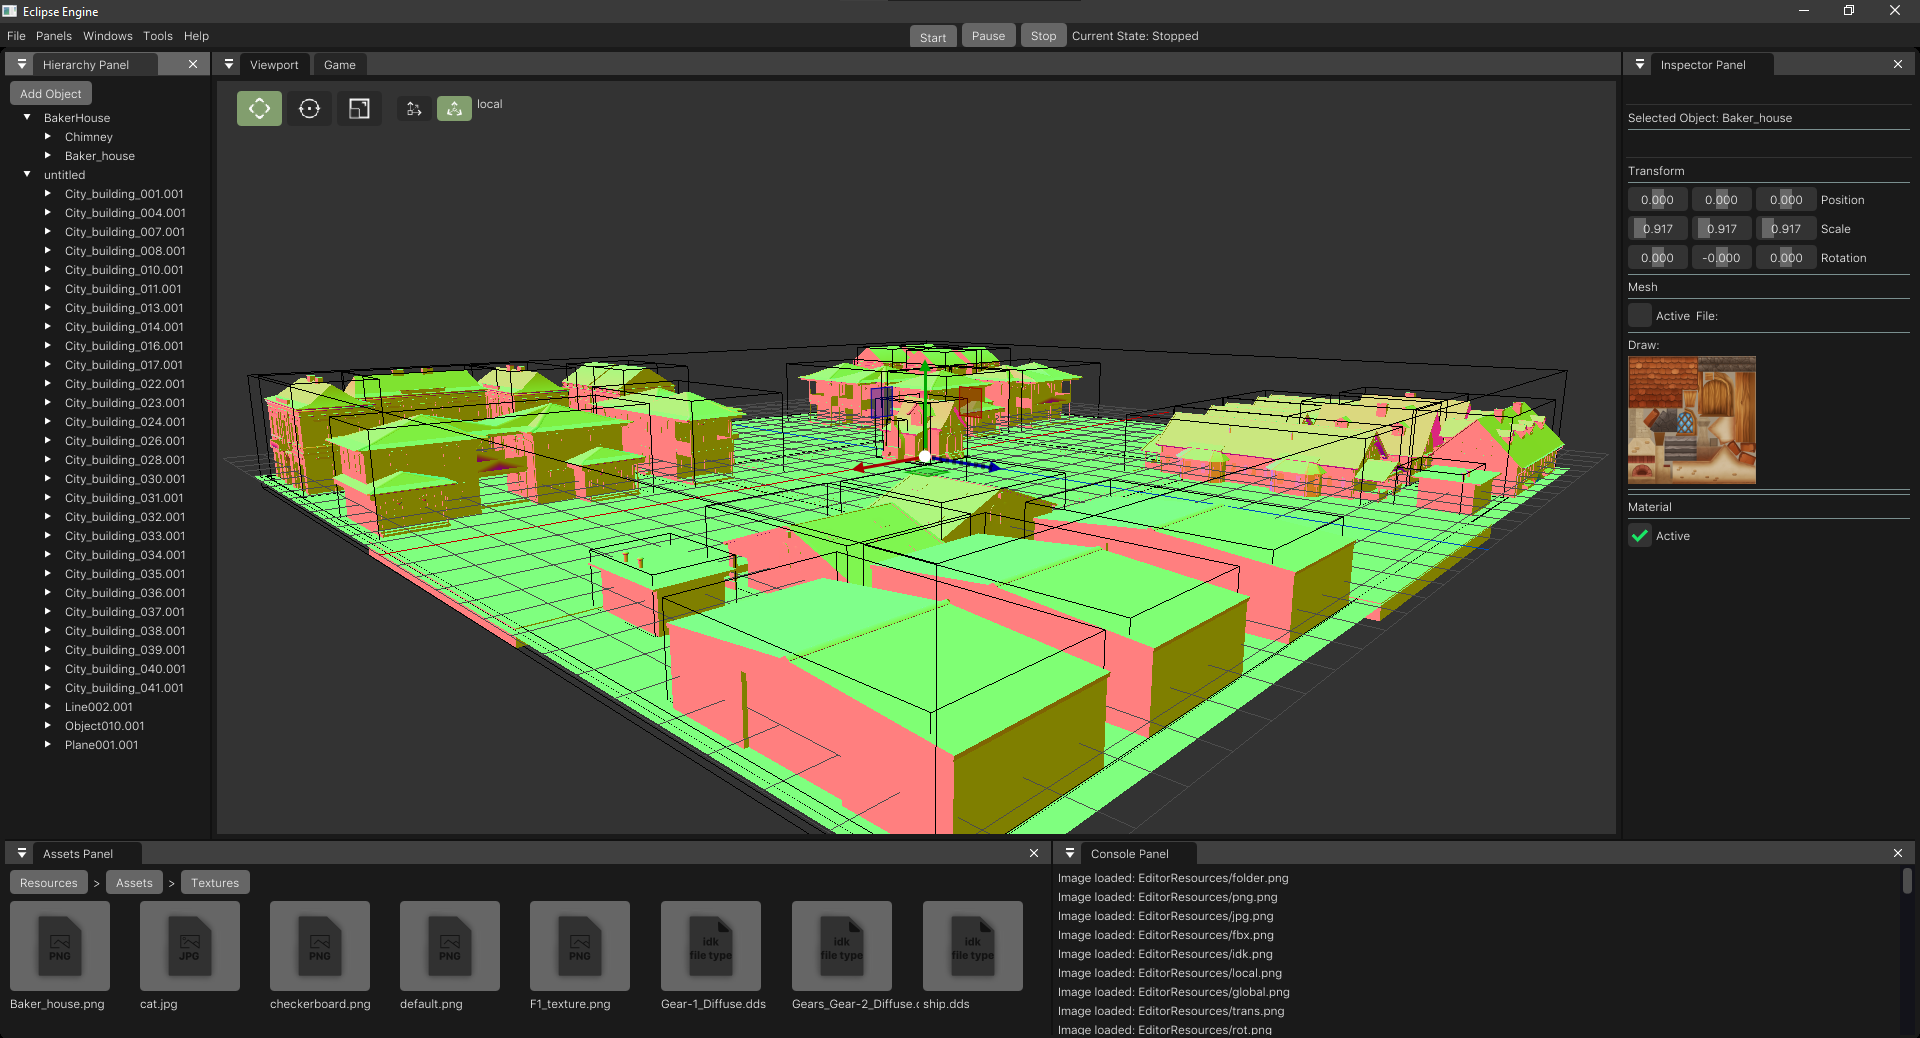 Eclipse Engine
File Panels Windows Tools Help
Start Pause Stop Current State: Stopped
Hierarchy Panel
Add Object
BakerHouse
Chimney
Baker_house
untitled
City_building_001.001
City_building_004.001
City_building_007.001
City_building_008.001
City_building_010.001
City_building_011.001
City_building_013.001
City_building_014.001
City_building_016.001
City_building_017.001
City_building_022.001
City_building_023.001
City_building_024.001
City_building_026.001
City_building_028.001
City_building_030.001
City_building_031.001
City_building_032.001
City_building_033.001
City_building_034.001
City_building_035.001
City_building_036.001
City_building_037.001
City_building_038.001
City_building_039.001
City_building_040.001
City_building_041.001
Line002.001
Object010.001
Plane001.001
Viewport Game
local
Inspector Panel
Selected Object: Baker_house
Transform
0.000 0.000 0.000 Position
0.917 0.917 0.917 Scale
0.000 -0.000 0.000 Rotation
Mesh
Active File:
Draw:
Material
Active
Assets Panel
Resources > Assets > Textures
PNG
JPG
PNG
PNG
PNG
idk
file type
idk
file type
idk
file type
Baker_house.png cat.jpg checkerboard.png default.png F1_texture.png Gear-1_Diffuse.dds Gears_Gear-2_Diffuse.c ship.dds
Console Panel
Image loaded: EditorResources/folder.png
Image loaded: EditorResources/png.png
Image loaded: EditorResources/jpg.png
Image loaded: EditorResources/fbx.png
Image loaded: EditorResources/idk.png
Image loaded: EditorResources/local.png
Image loaded: EditorResources/global.png
Image loaded: EditorResources/trans.png
Image loaded: EditorResources/rot.png